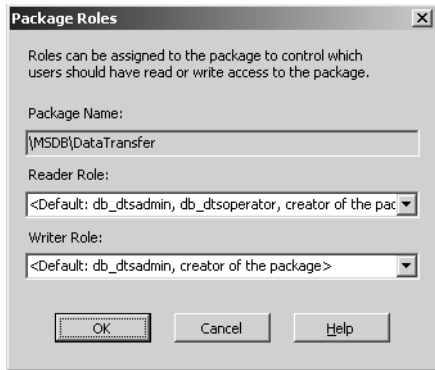 Package Roles
Roles can be assigned to the package to control which
users should have read or write access to the package.
Package Name:
\MSDB\DataTransfer
Reader Role:
<Default: db_dtsadmin, db_dtsoperator, creator of the pac
Writer Role:
<Default: db_dtsadmin, creator of the package>
OK Cancel Help